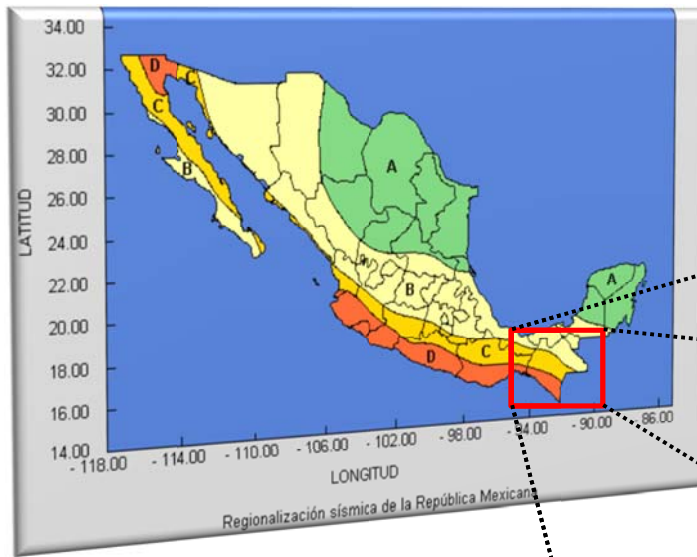 34.00
32.00
30.00
28.00
26.00
24.00
22.00
20.00
18.00
16.00
14.00
LATITUD
D
C
C
B
A
A
B
C
D
- 118.00
- 114.00
- 110.00
- 106.00
- 102.00
- 98.00
- 94.00
- 90.00
- 86.00
LONGITUD
Regionalización sísmica de la República Mexicana